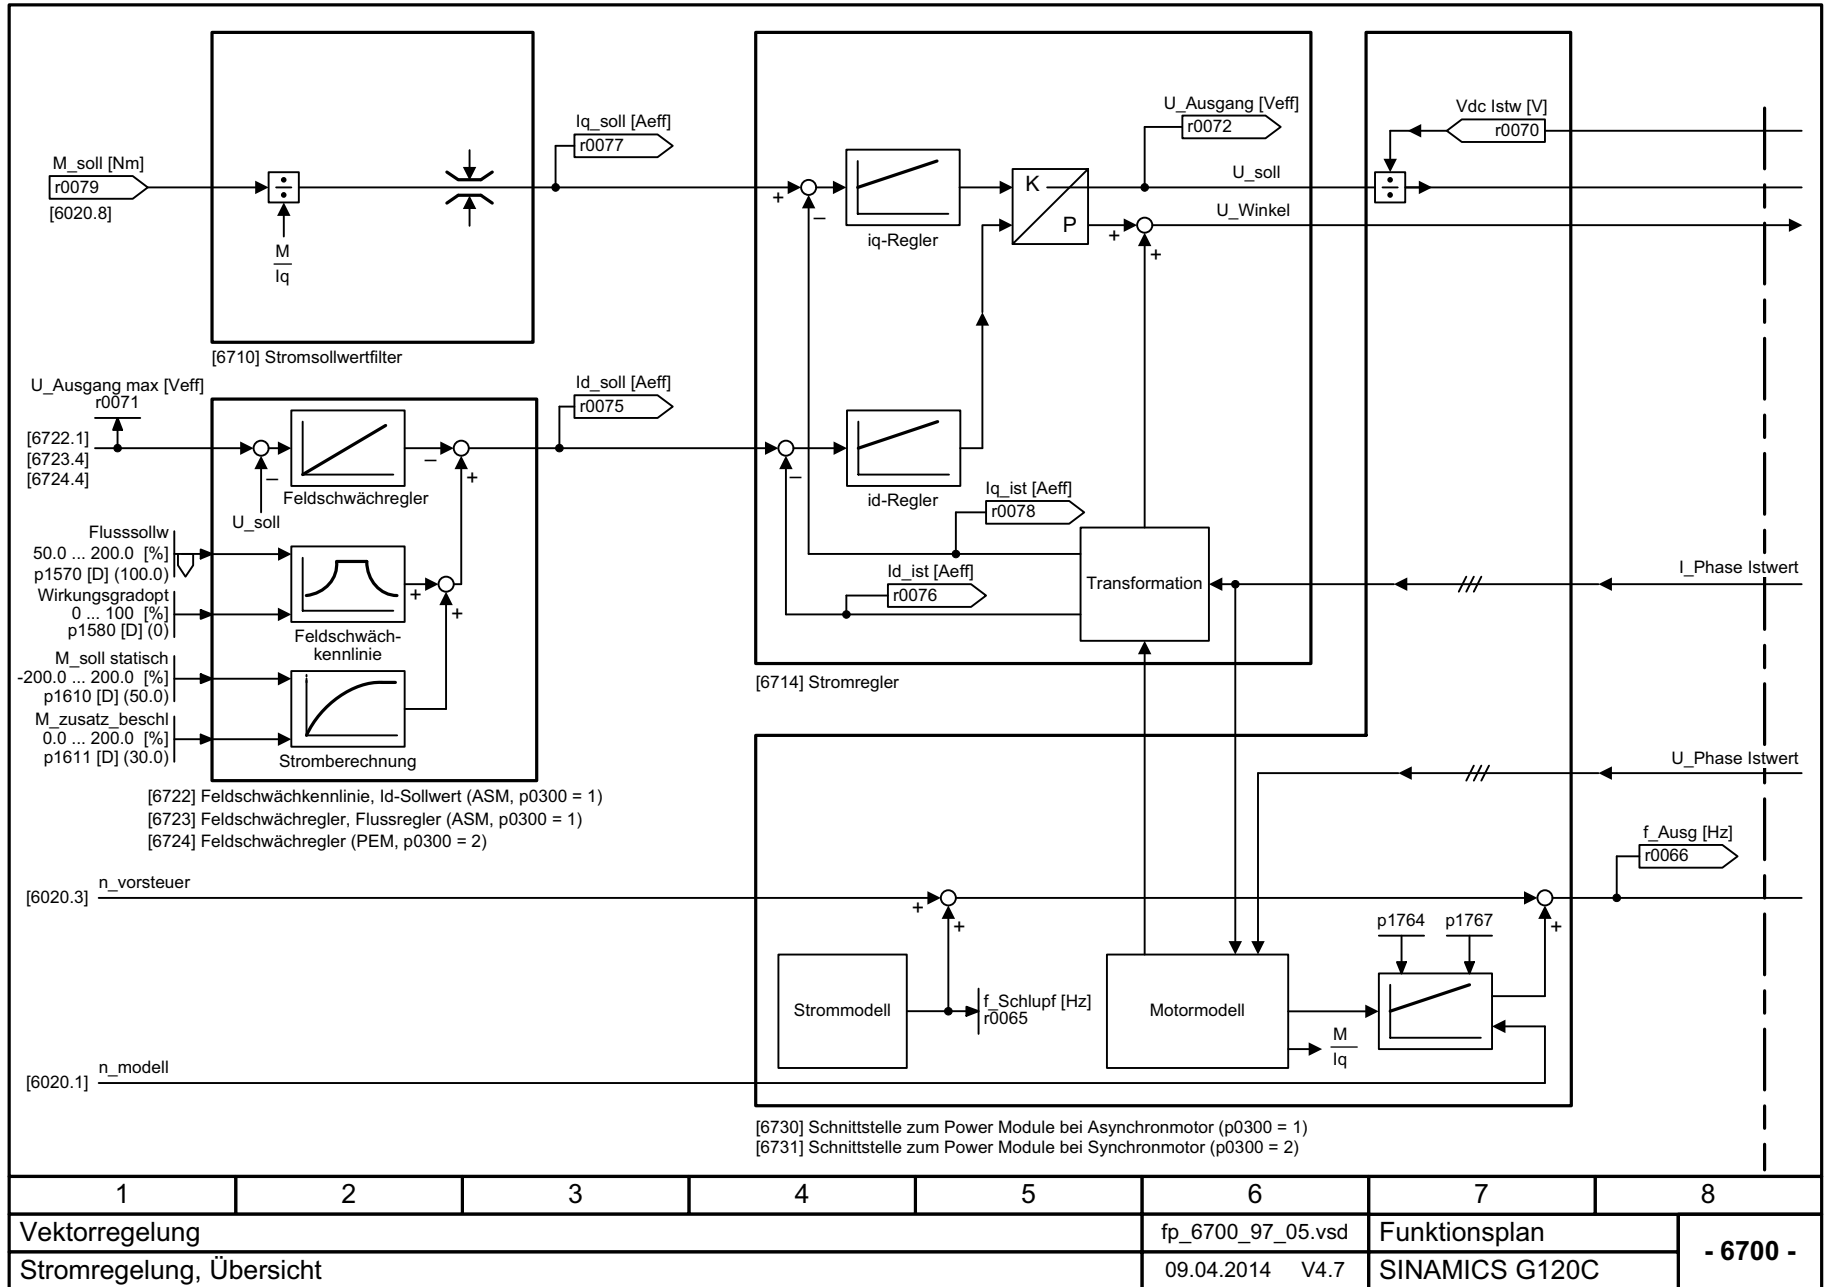 M_soll [Nm]
r0079
[6020.8]
M
Iq
÷
[6710] Stromsollwertfilter
Iq_soll [Aeff]
r0077
U_Ausgang [Veff]
r0072
Vdc Istw [V]
r0070
+
–
iq-Regler
K
P
U_soll
÷
U_Winkel
+
+
U_Ausgang max [Veff]
r0071
[6722.1]
[6723.4]
[6724.4]
–
U_soll
Feldschwächregler
–
+
Id_soll [Aeff]
r0075
–
id-Regler
Iq_ist [Aeff]
r0078
Id_ist [Aeff]
r0076
Transformation
I_Phase Istwert
[6714] Stromregler
Flusssollw
50.0 ... 200.0 [%]
p1570 [D] (100.0)
Wirkungsgradopt
0 ... 100 [%]
p1580 [D] (0)
Feldschwäch-
kennlinie
+
+
M_soll statisch
-200.0 ... 200.0 [%]
p1610 [D] (50.0)
M_zusatz_beschl
0.0 ... 200.0 [%]
p1611 [D] (30.0)
Stromberechnung
[6722] Feldschwächkennlinie, Id-Sollwert (ASM, p0300 = 1)
[6723] Feldschwächregler, Flussregler (ASM, p0300 = 1)
[6724] Feldschwächregler (PEM, p0300 = 2)
U_Phase Istwert
f_Ausg [Hz]
r0066
[6020.3]
n_vorsteuer
+
+
Strommodell
f_Schlupf [Hz]
r0065
Motormodell
M
Iq
p1764 p1767
+
[6020.1]
n_modell
[6730] Schnittstelle zum Power Module bei Asynchronmotor (p0300 = 1)
[6731] Schnittstelle zum Power Module bei Synchronmotor (p0300 = 2)
1 2 3 4 5 6 7 8
Vektorregelung
fp_6700_97_05.vsd
Funktionsplan
- 6700 -
Stromregelung, Übersicht
09.04.2014 V4.7
SINAMICS G120C